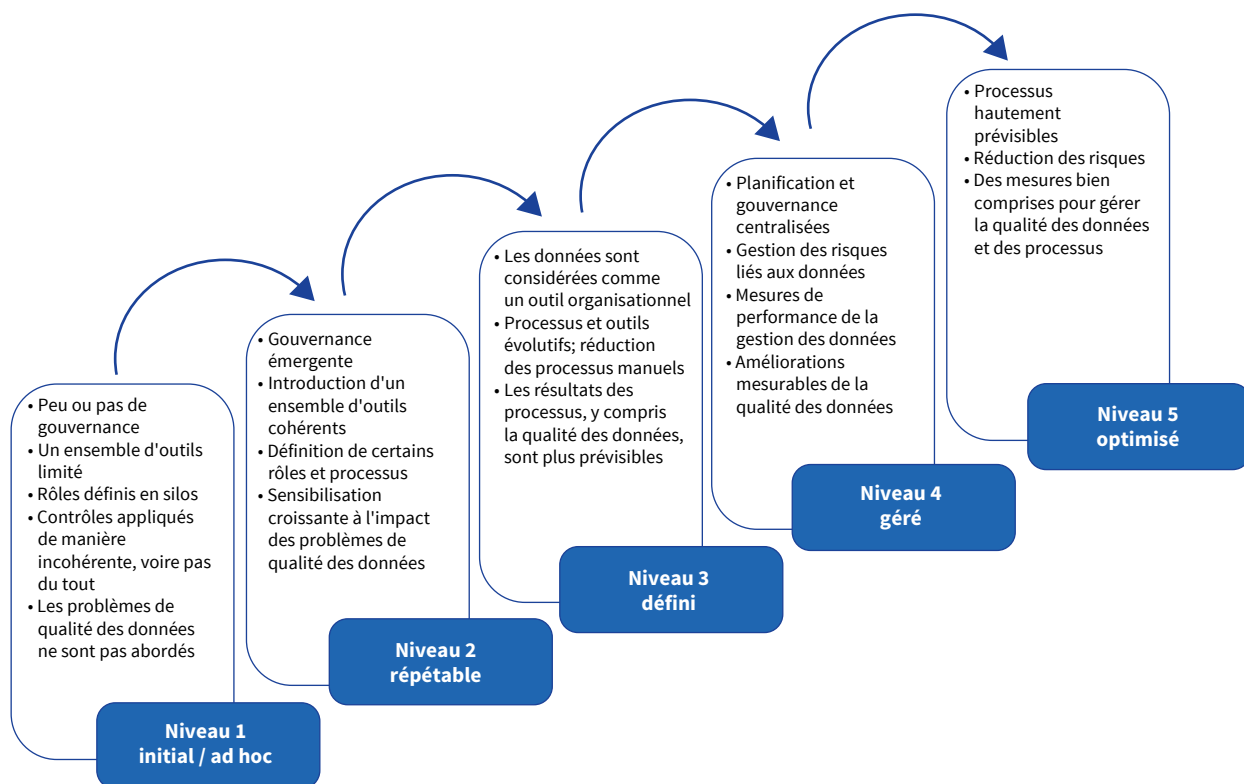 • Peu ou pas de
gouvernance
• Un ensemble d'outils
limité
• Rôles définis en silos
• Contrôles appliqués
de manière
incohérente, voire pas
du tout
• Les problèmes de
qualité des données
ne sont pas abordés
Niveau 1
initial / ad hoc
• Gouvernance
émergente
• Introduction d'un
ensemble d'outils
cohérents
• Définition de certains
rôles et processus
• Sensibilisation
croissante à l'impact
des problèmes de
qualité des données
Niveau 2
répétable
• Les données sont
considérées comme
un outil organisationnel
• Processus et outils
évolutifs; réduction
des processus manuels
• Les résultats des
processus, y compris
la qualité des données,
sont plus prévisibles
Niveau 3
défini
• Planification et
gouvernance
centralisées
• Gestion des risques
liés aux données
• Mesures de
performance de la
gestion des données
• Améliorations
mesurables de la
qualité des données
Niveau 4
géré
• Processus
hautement
prévisibles
• Réduction des risques
• Des mesures bien
comprises pour gérer
la qualité des données
et des processus
Niveau 5
optimisé